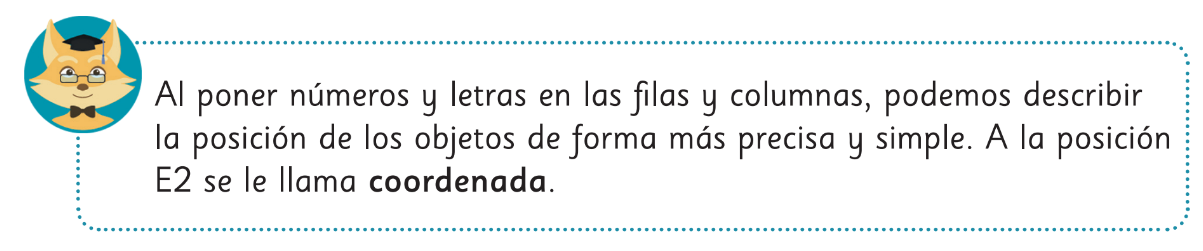 Al poner números y letras en las filas y columnas, podemos describir
la posición de los objetos de forma más precisa y simple. A la posición
E2 se le llama coordenada.